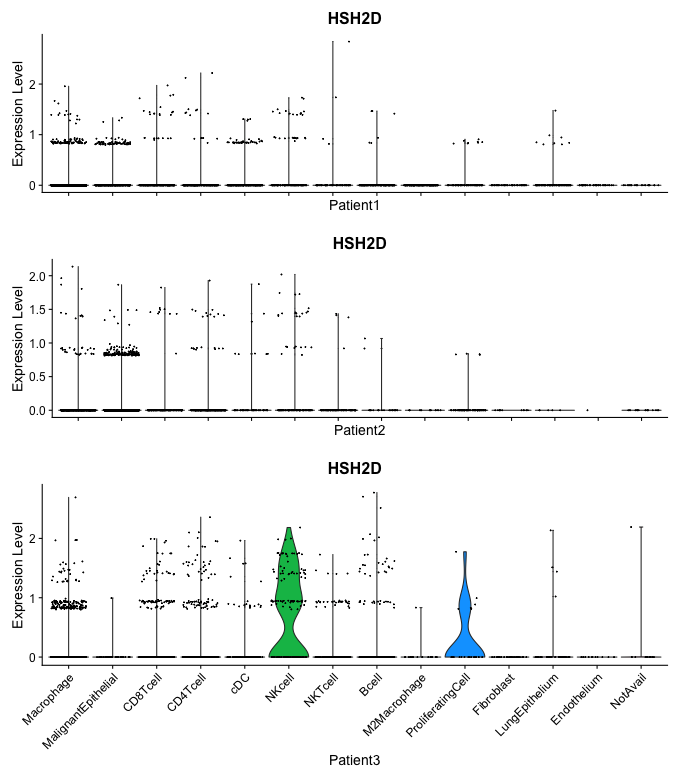 HSH2D
Expression Level
2
1
0
Patient1
HSH2D
Expression Level
2.0
1.5
1.0
0.5
0.0
Patient2
HSH2D
Expression Level
2
1
0
Macrophage
MalignantEpithelial
CD8Tcell
CD4Tcell
cDC
NKcell
NKTcell
Bcell
M2Macrophage
ProliferatingCell
Fibroblast
LungEpithelium
Endothelium
NotAvail
Patient3